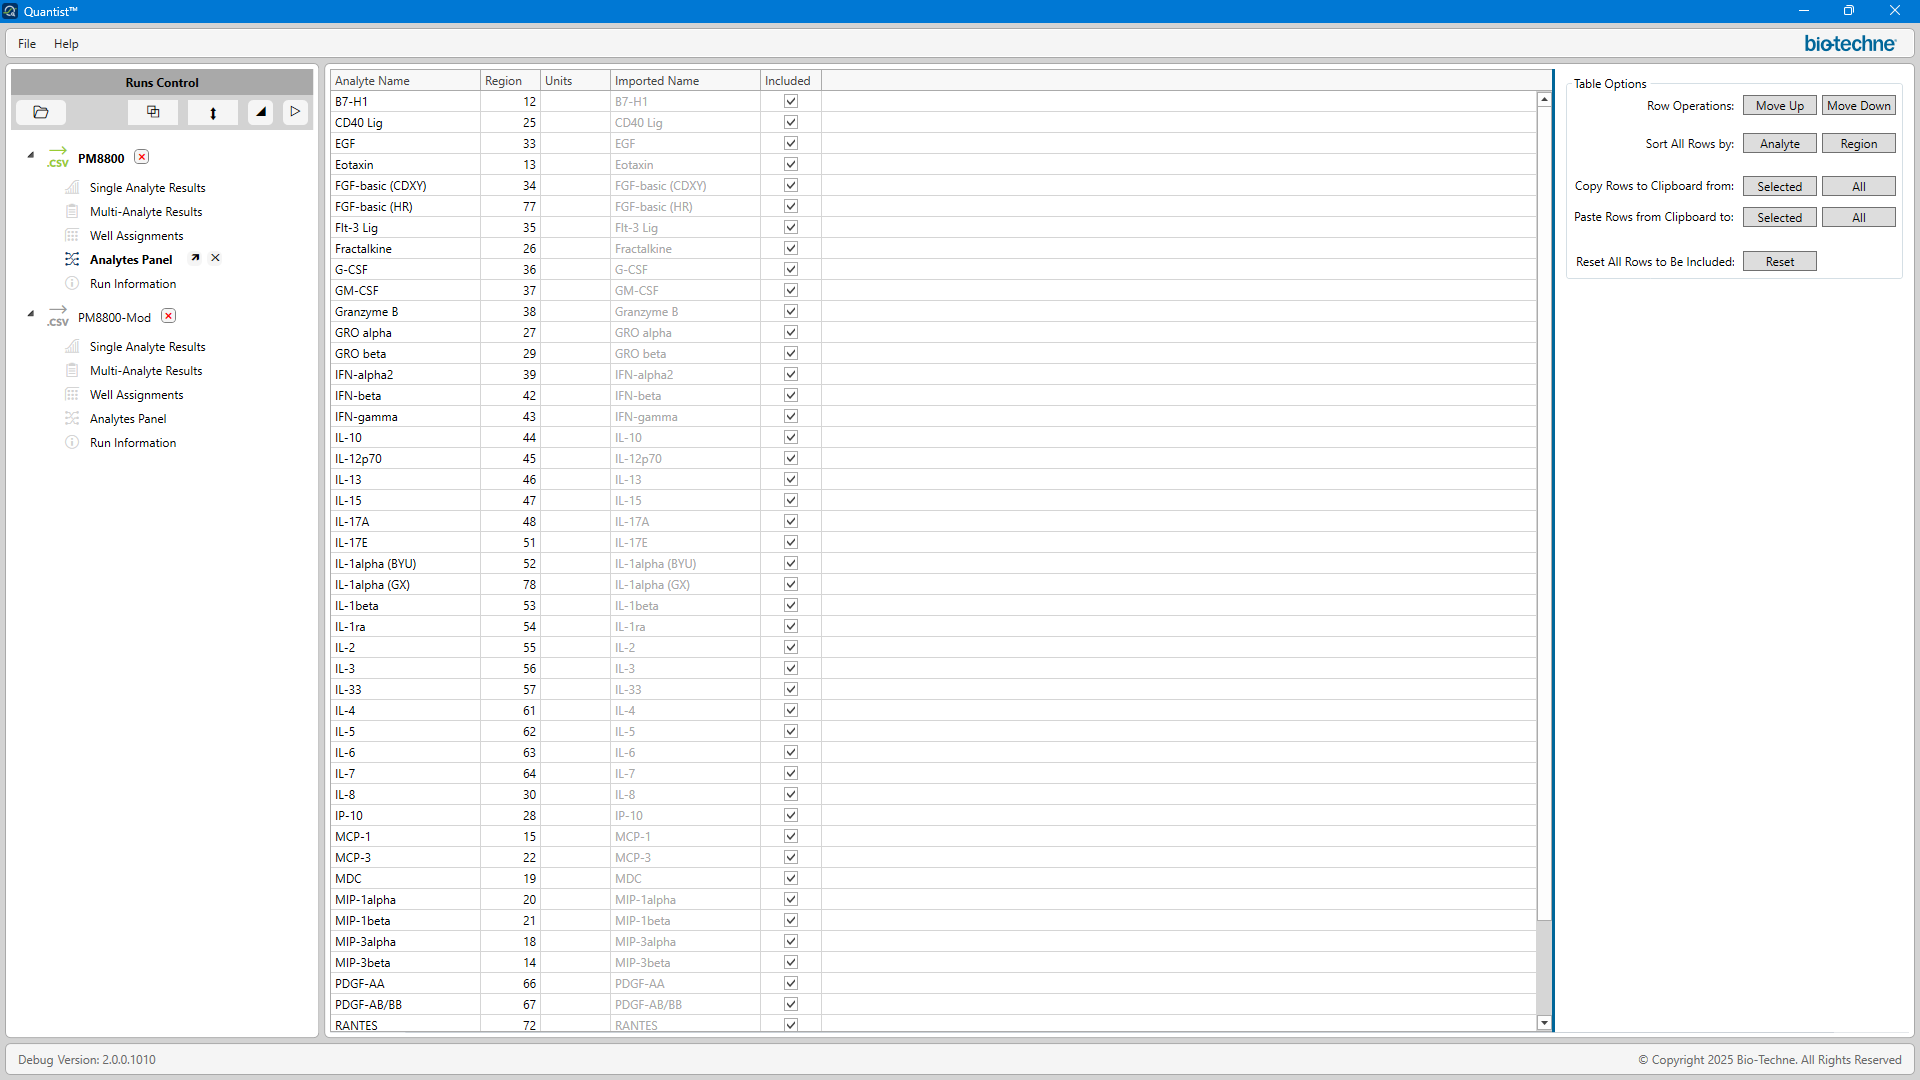 Quantist™
File Help
bio-techne
Runs Control
PM8800
Single Analyte Results
Multi-Analyte Results
Well Assignments
Analytes Panel
Run Information
PM8800-Mod
Single Analyte Results
Multi-Analyte Results
Well Assignments
Analytes Panel
Run Information
Analyte Name Region Units Imported Name Included
B7-H1 12 B7-H1
CD40 Lig 25 CD40 Lig
EGF 33 EGF
Eotaxin 13 Eotaxin
FGF-basic (CDXY) 34 FGF-basic (CDXY)
FGF-basic (HR) 77 FGF-basic (HR)
Flt-3 Lig 35 Flt-3 Lig
Fractalkine 26 Fractalkine
G-CSF 36 G-CSF
GM-CSF 37 GM-CSF
Granzyme B 38 Granzyme B
GRO alpha 27 GRO alpha
GRO beta 29 GRO beta
IFN-alpha2 39 IFN-alpha2
IFN-beta 42 IFN-beta
IFN-gamma 43 IFN-gamma
IL-10 44 IL-10
IL-12p70 45 IL-12p70
IL-13 46 IL-13
IL-15 47 IL-15
IL-17A 48 IL-17A
IL-17E 51 IL-17E
IL-1alpha (BYU) 52 IL-1alpha (BYU)
IL-1alpha (GX) 78 IL-1alpha (GX)
IL-1beta 53 IL-1beta
IL-1ra 54 IL-1ra
IL-2 55 IL-2
IL-3 56 IL-3
IL-33 57 IL-33
IL-4 61 IL-4
IL-5 62 IL-5
IL-6 63 IL-6
IL-7 64 IL-7
IL-8 30 IL-8
IP-10 28 IP-10
MCP-1 15 MCP-1
MCP-3 22 MCP-3
MDC 19 MDC
MIP-1alpha 20 MIP-1alpha
MIP-1beta 21 MIP-1beta
MIP-3alpha 18 MIP-3alpha
MIP-3beta 14 MIP-3beta
PDGF-AA 66 PDGF-AA
PDGF-AB/BB 67 PDGF-AB/BB
RANTES 72 RANTES
Table Options
Row Operations: Move Up Move Down
Sort All Rows by: Analyte Region
Copy Rows to Clipboard from: Selected All
Paste Rows from Clipboard to: Selected All
Reset All Rows to Be Included: Reset
Debug Version: 2.0.0.1010
© Copyright 2025 Bio-Techne. All Rights Reserved